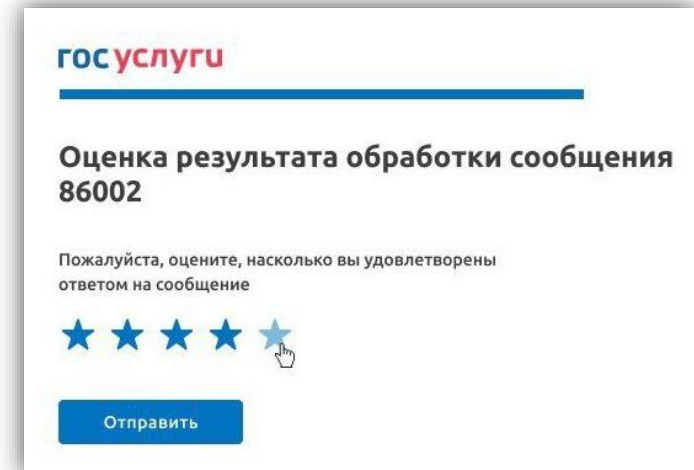 госуслуги
Оценка результата обработки сообщения
86002
Пожалуйста, оцените, насколько вы удовлетворены
ответом на сообщение
Отправить